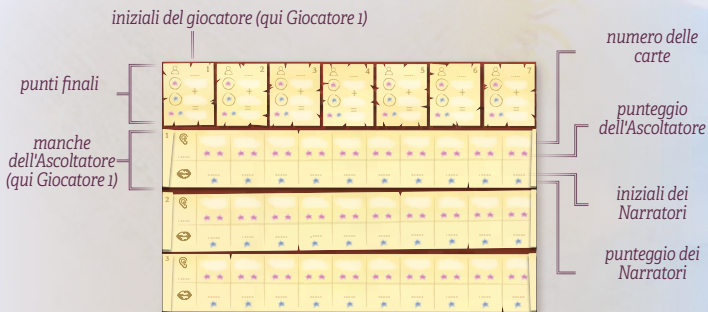 iniziali del giocatore (qui Giocatore 1)
numero delle
carte
punti finali
punteggio
dell'Ascoltatore
manche
dell'Ascoltatore
(qui Giocatore 1)
iniziali dei
Narratori
punteggio dei
Narratori
1 2 3 4 5 6 7
+ + + + + + +
1
2
3